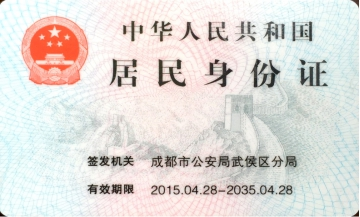 中华人民共和国
居民身份证
签发机关 成都市公安局武侯区分局
有效期限 2015.04.28-2035.04.28